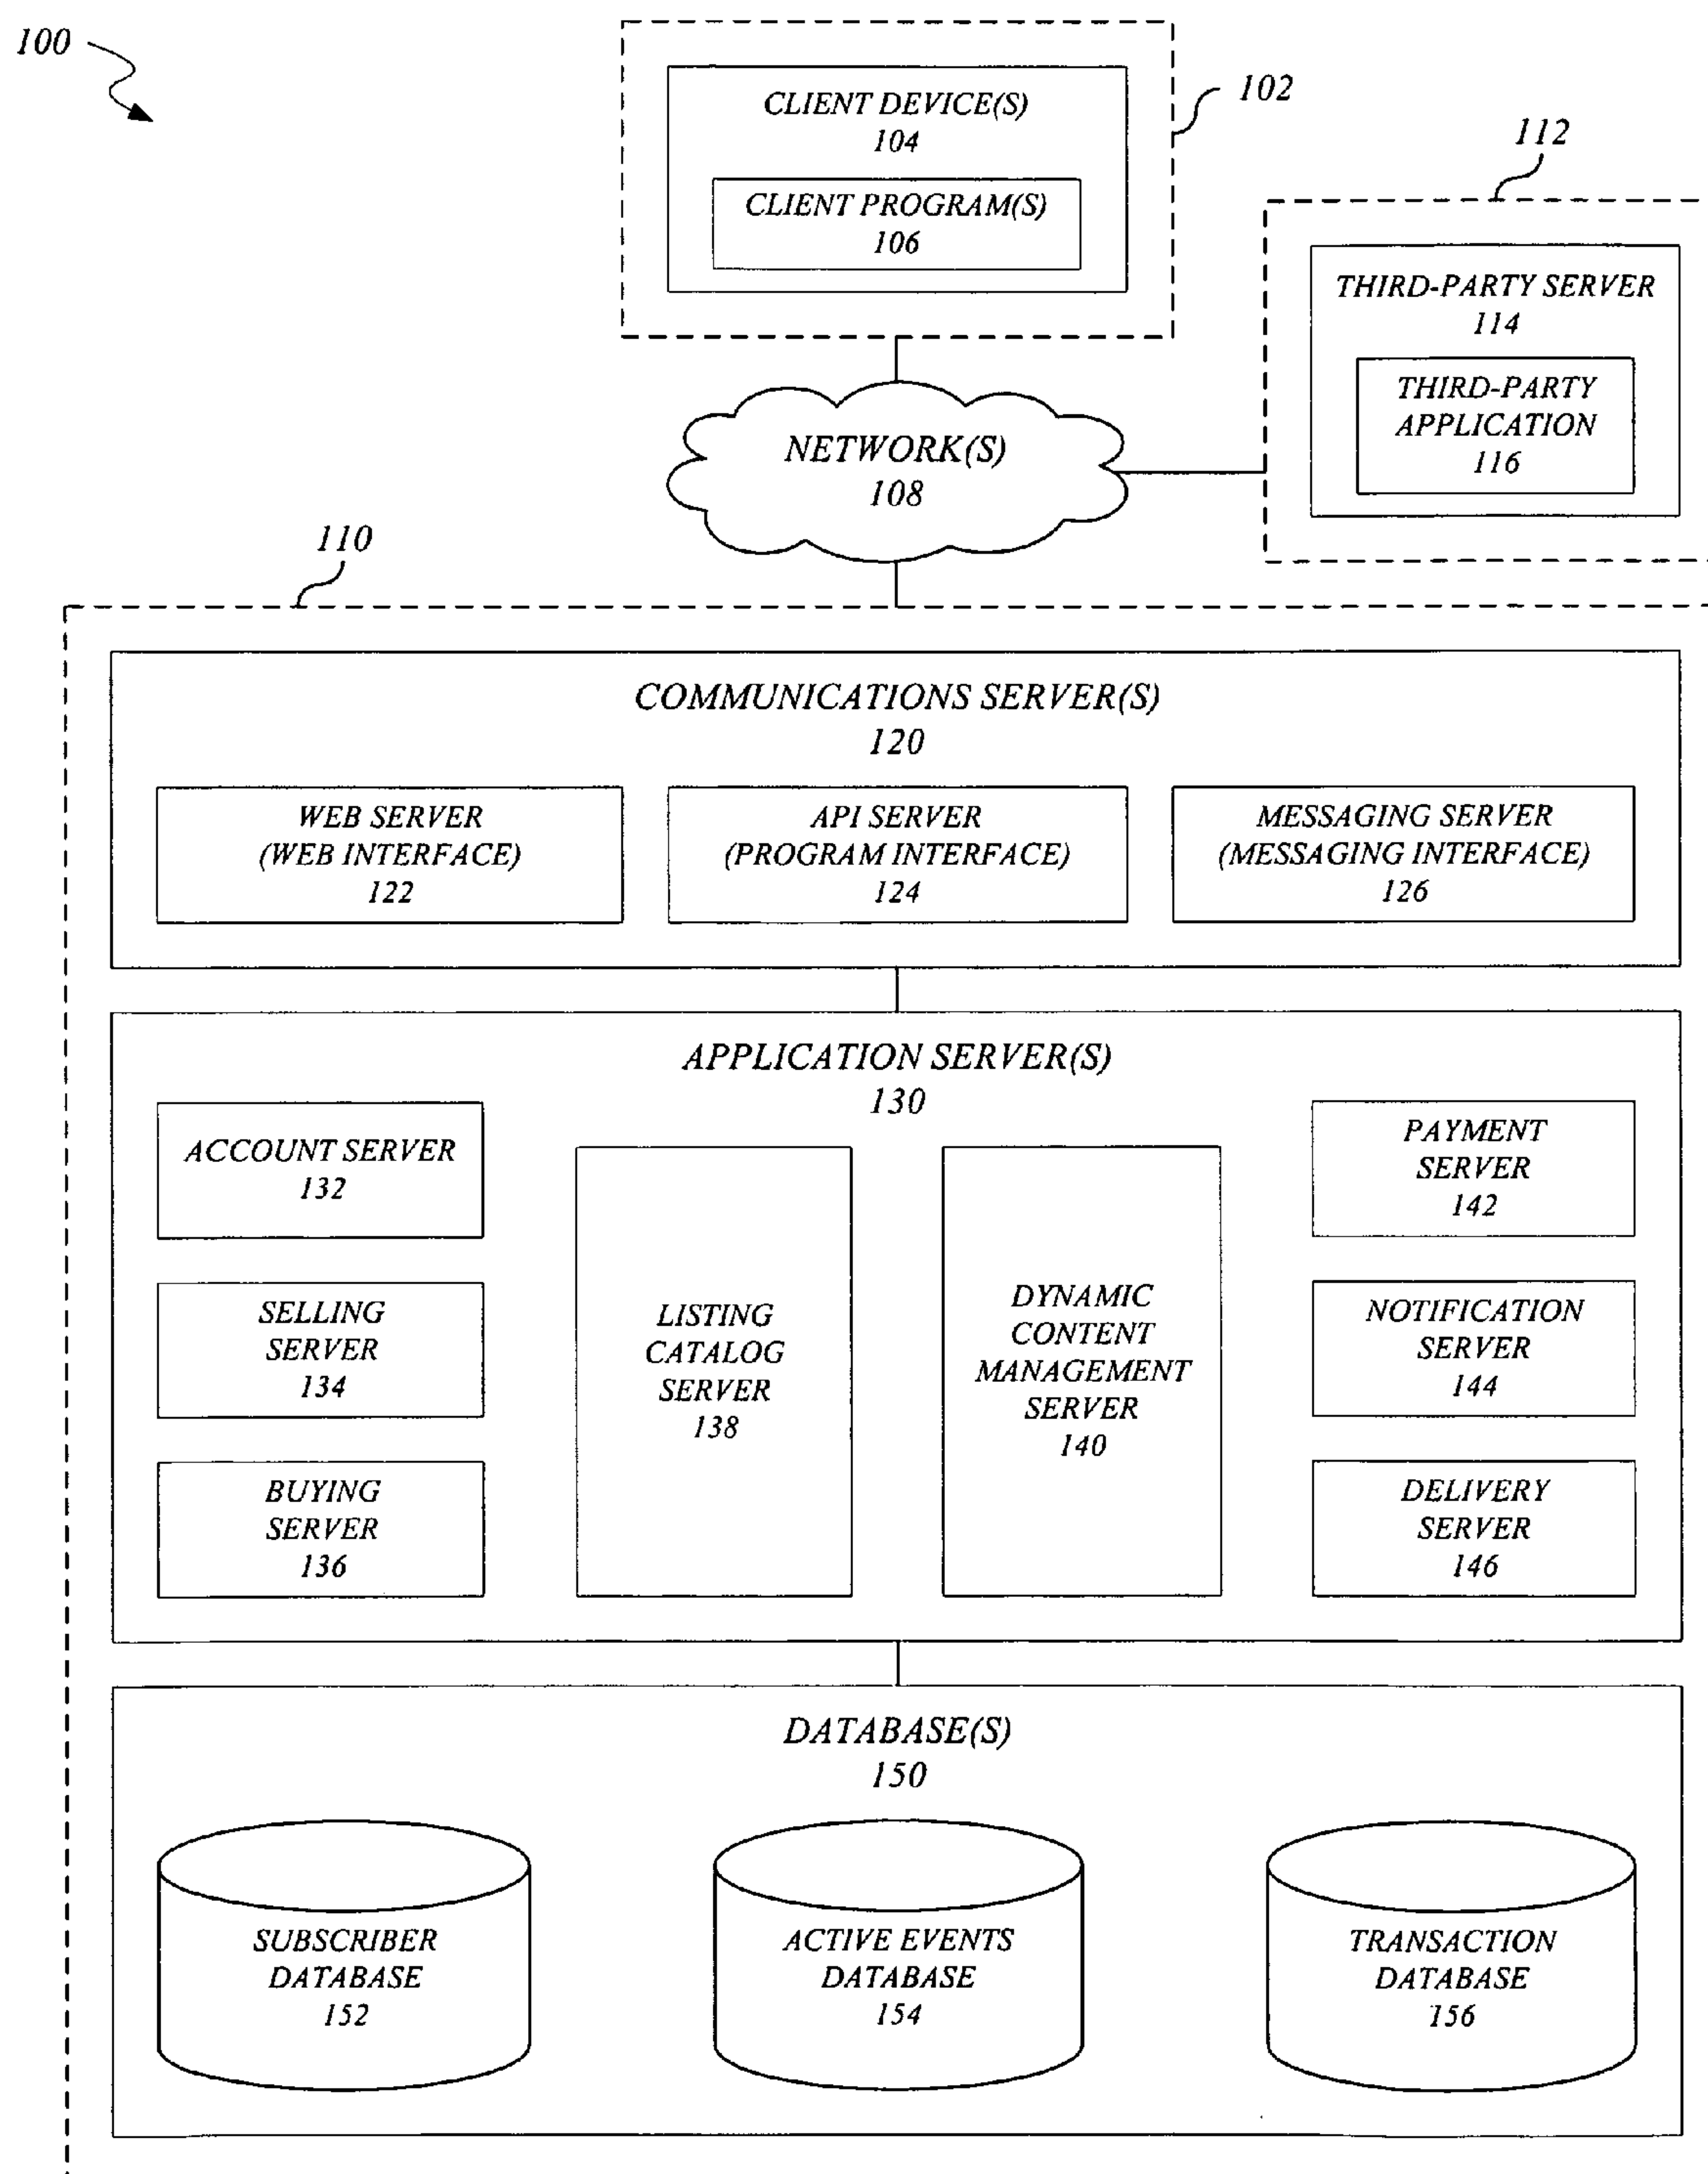 100
102
CLIENT DEVICE(S)
104
CLIENT PROGRAM(S)
106
112
THIRD-PARTY SERVER
114
THIRD-PARTY
APPLICATION
116
NETWORK(S)
108
110
COMMUNICATIONS SERVER(S)
120
WEB SERVER
(WEB INTERFACE)
122
API SERVER
(PROGRAM INTERFACE)
124
MESSAGING SERVER
(MESSAGING INTERFACE)
126
APPLICATION SERVER(S)
130
ACCOUNT SERVER
132
SELLING
SERVER
134
BUYING
SERVER
136
LISTING
CATALOG
SERVER
138
DYNAMIC
CONTENT
MANAGEMENT
SERVER
140
PAYMENT
SERVER
142
NOTIFICATION
SERVER
144
DELIVERY
SERVER
146
DATABASE(S)
150
SUBSCRIBER
DATABASE
152
ACTIVE EVENTS
DATABASE
154
TRANSACTION
DATABASE
156